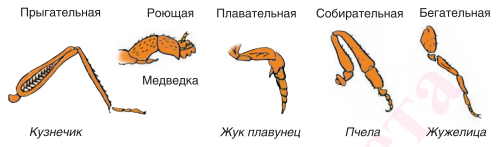 Прыгательная Роющая Плавательная Собирательная Бегательная
Медведка
Кузнечик Жук плавунец Пчела Жужелица